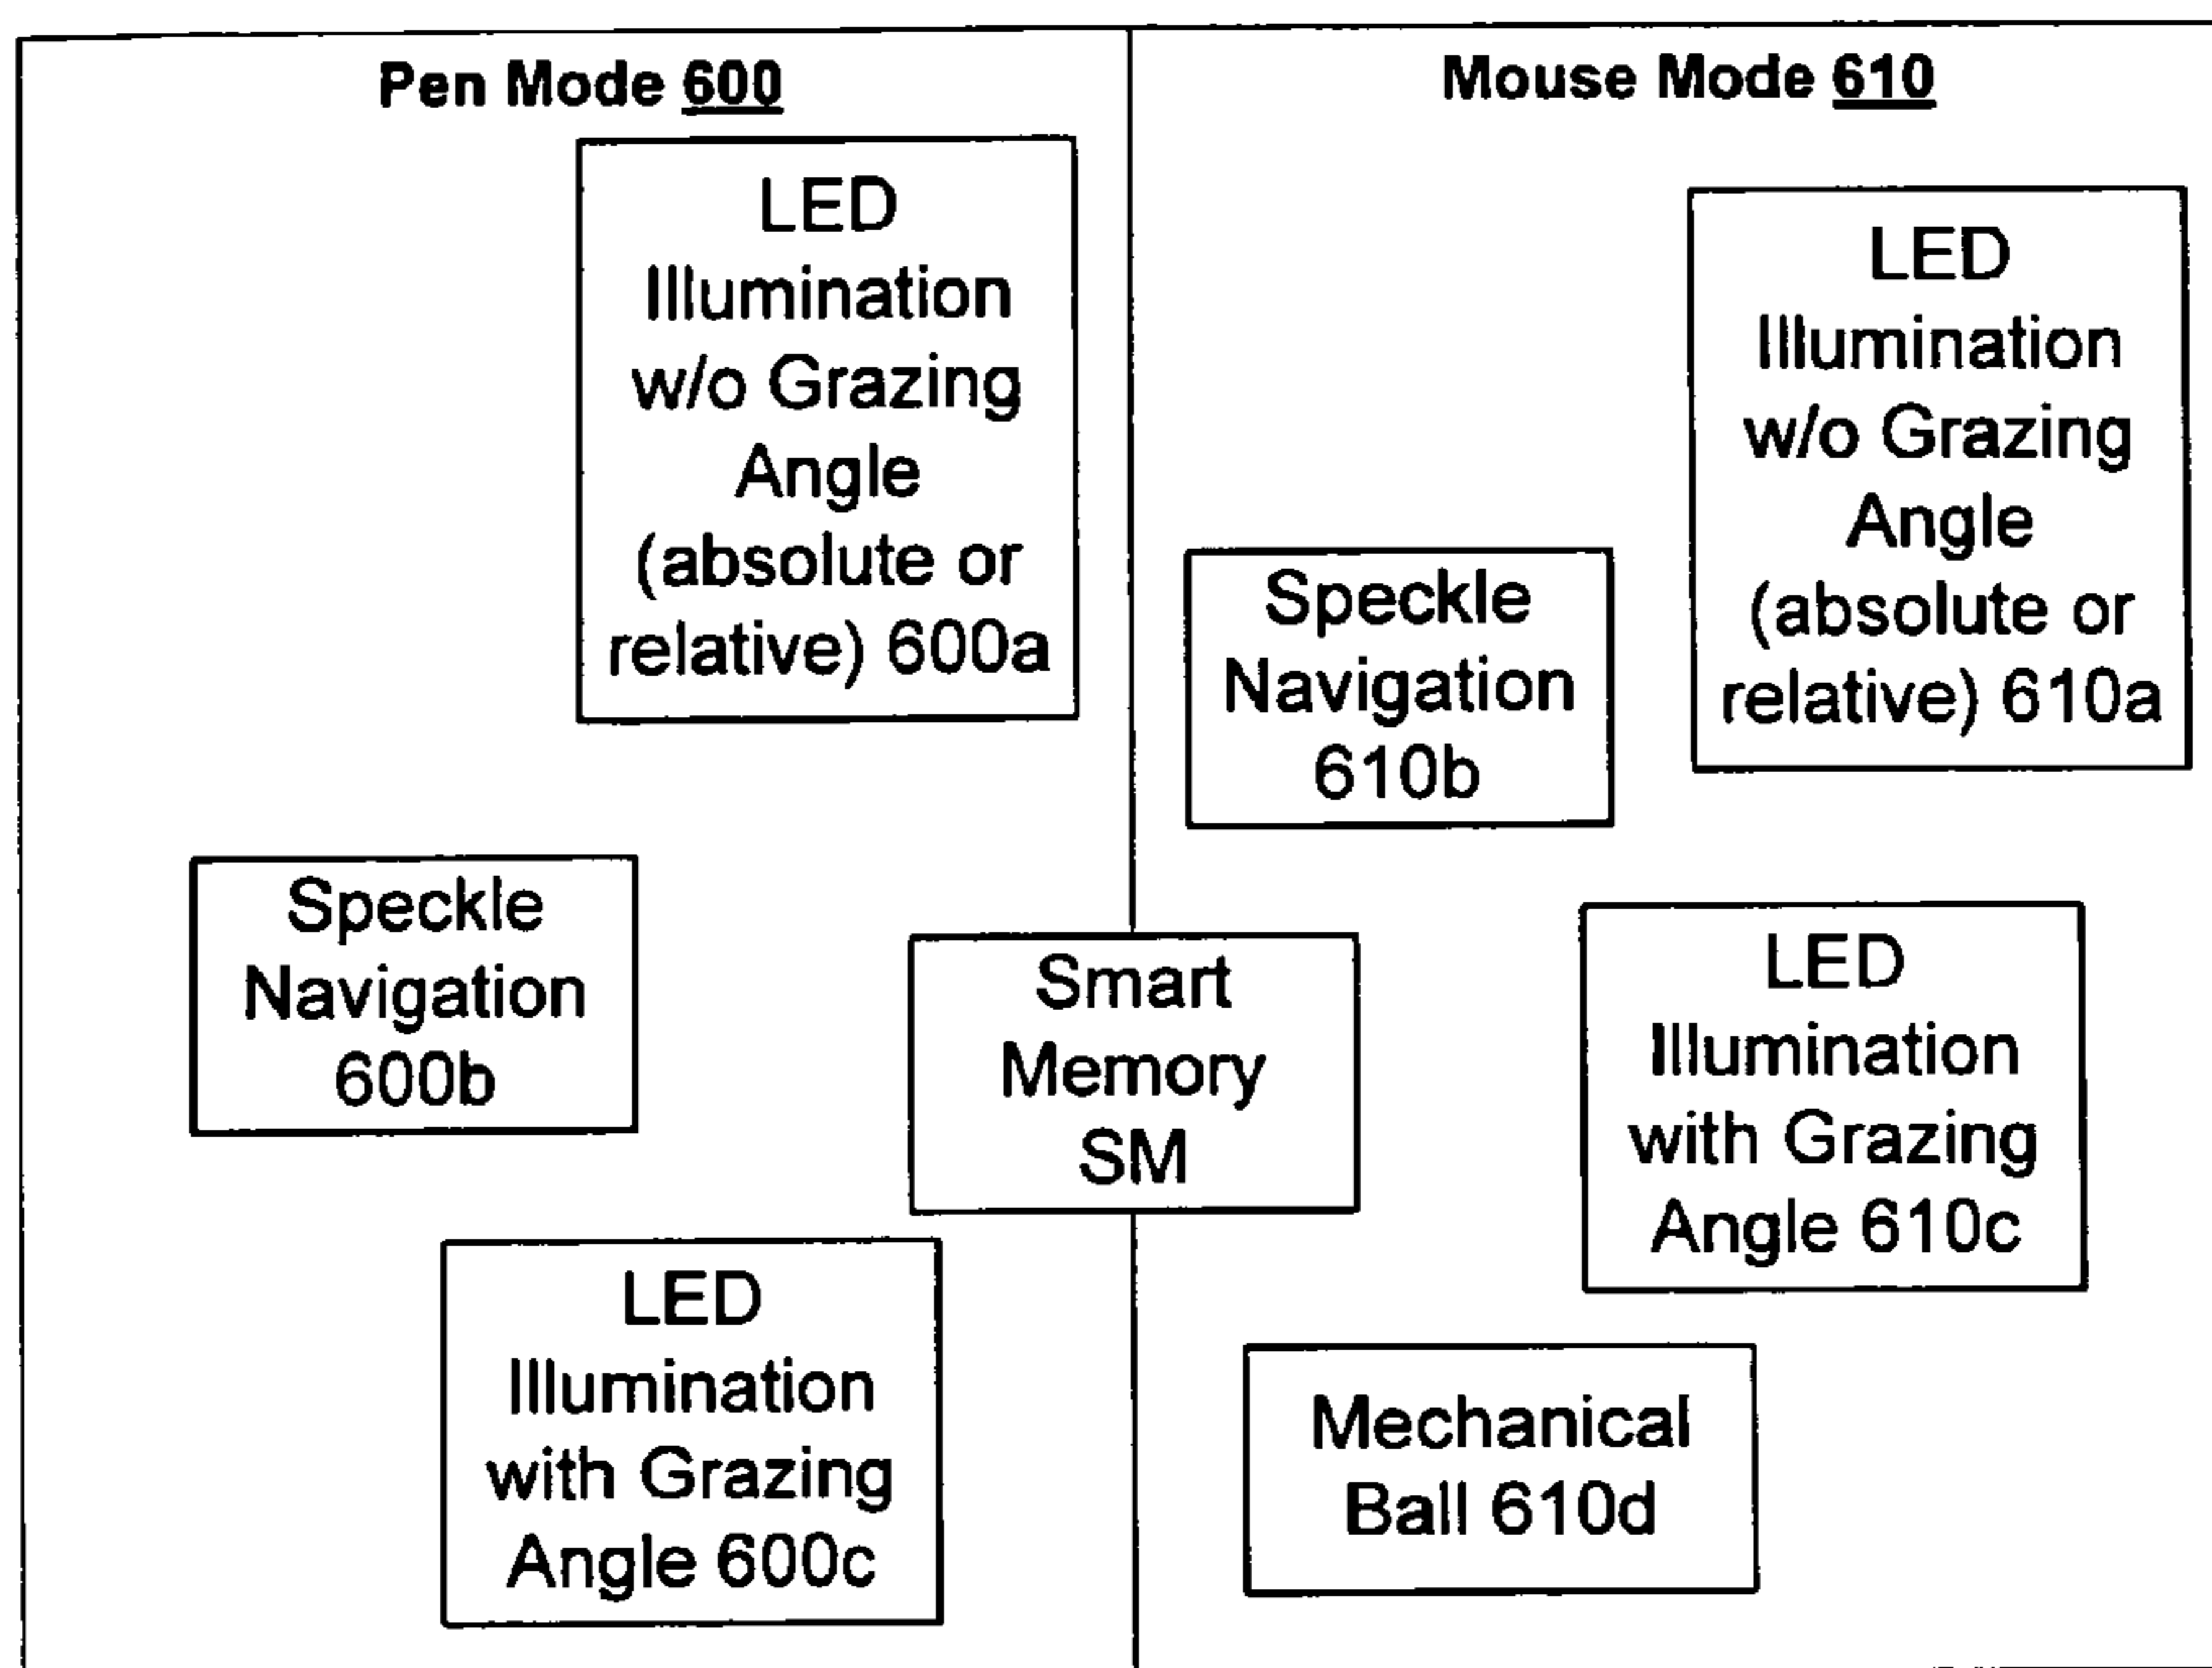 Pen Mode 600
LED
Illumination
w/o Grazing
Angle
(absolute or
relative) 600a
Speckle
Navigation
600b
LED
Illumination
with Grazing
Angle 600c
Smart
Memory
SM
Mouse Mode 610
LED
Illumination
w/o Grazing
Angle
(absolute or
relative) 610a
Speckle
Navigation
610b
LED
Illumination
with Grazing
Angle 610c
Mechanical
Ball 610d